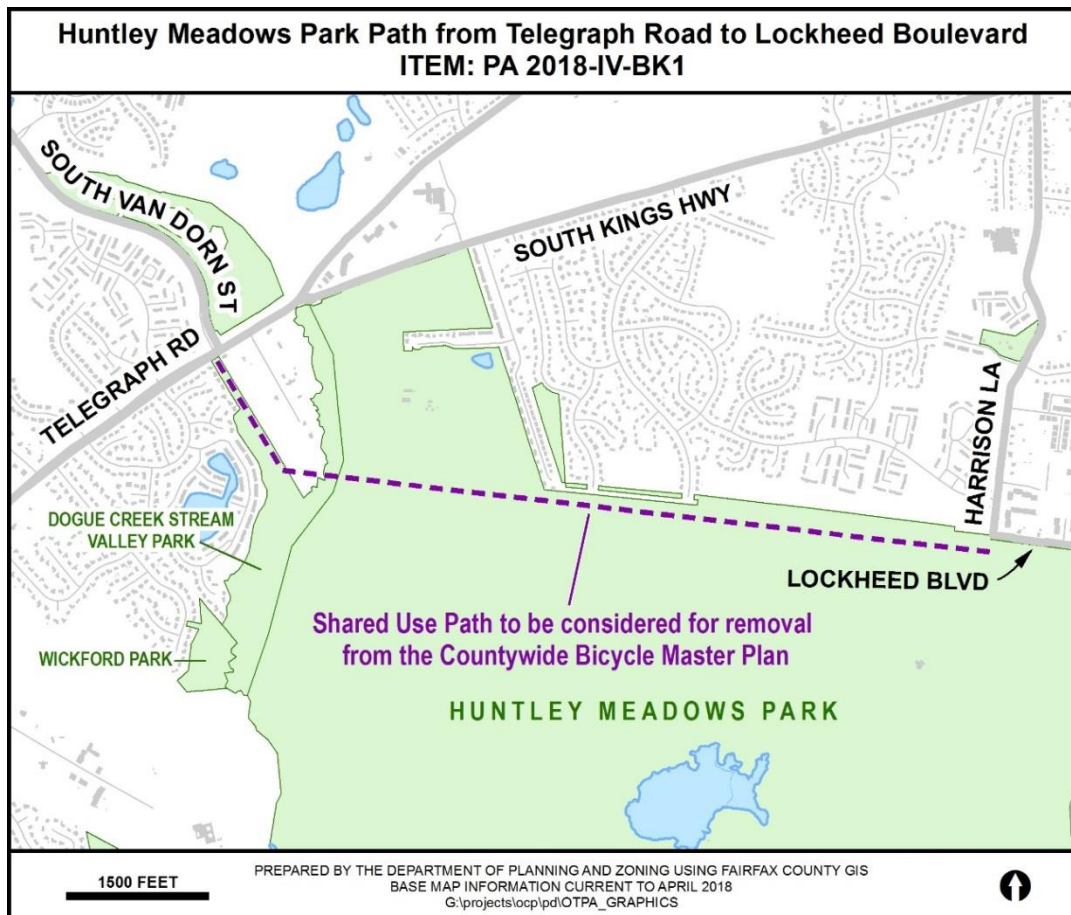 Huntley Meadows Park Path from Telegraph Road to Lockheed Boulevard
ITEM: PA 2018-IV-BK1
SOUTH VAN DORN ST
SOUTH KINGS HWY
TELEGRAPH RD
HARRISON LA
DOGUE CREEK STREAM
VALLEY PARK
LOCKHEED BLVD
Shared Use Path to be considered for removal
from the Countywide Bicycle Master Plan
WICKFORD PARK
HUNTLEY MEADOWS PARK
1500 FEET
PREPARED BY THE DEPARTMENT OF PLANNING AND ZONING USING FAIRFAX COUNTY GIS
BASE MAP INFORMATION CURRENT TO APRIL 2018
G:\projects\ocp\pd\OTPA_GRAPHICS